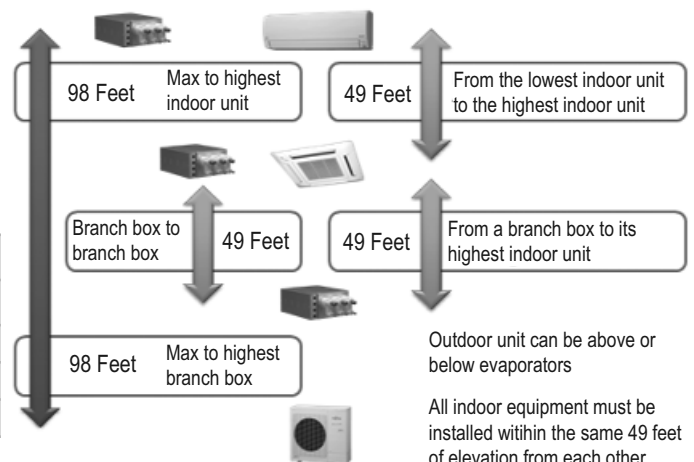 98 Feet
Max to highest
indoor unit
49 Feet
From the lowest indoor unit
to the highest indoor unit
Branch box to
branch box
49 Feet
49 Feet
From a branch box to its
highest indoor unit
98 Feet
Max to highest
branch box
Outdoor unit can be above or
below evaporators
All indoor equipment must be
installed witihin the same 49 feet
of elevation from each other